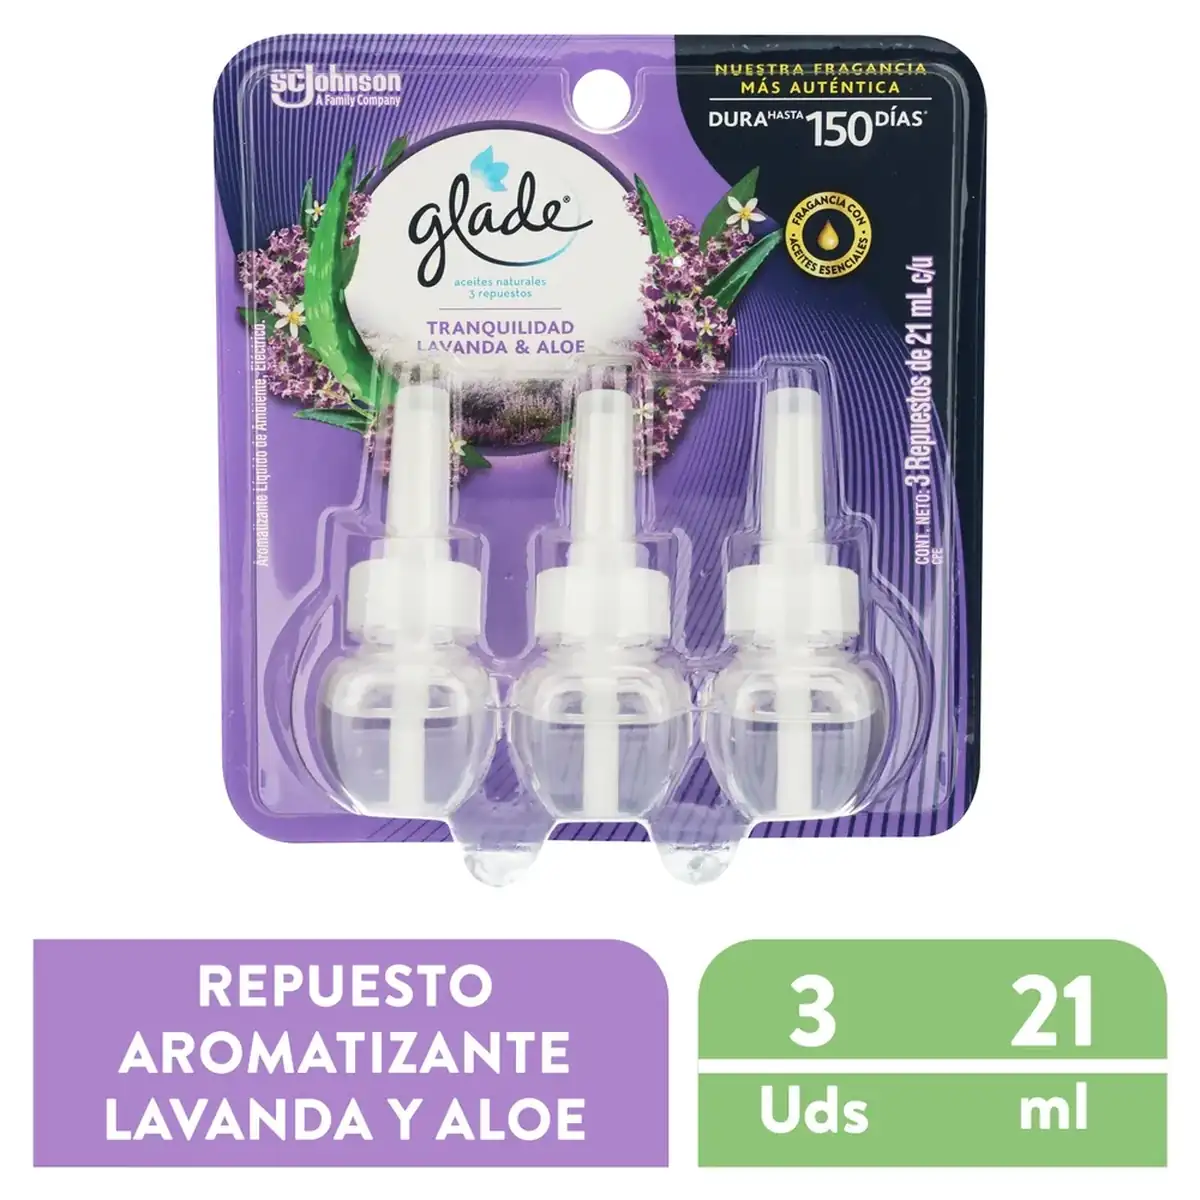 SC Johnson
A Family Company
NUESTRA FRAGANCIA
MÁS AUTÉNTICA
DURA HASTA 150 DÍAS*
glade®
aceites naturales
3 repuestos
TRANQUILIDAD
LAVANDA & ALOE
FRAGANCIA CON
ACEITES ESENCIALES
Aromatizante Líquido de Ambiente, Eléctrico.
CONT. NETO: 3 Repuestos de 21 mL c/u
CPE
REPUESTO
AROMATIZANTE
LAVANDA Y ALOE
3
Uds
21
ml